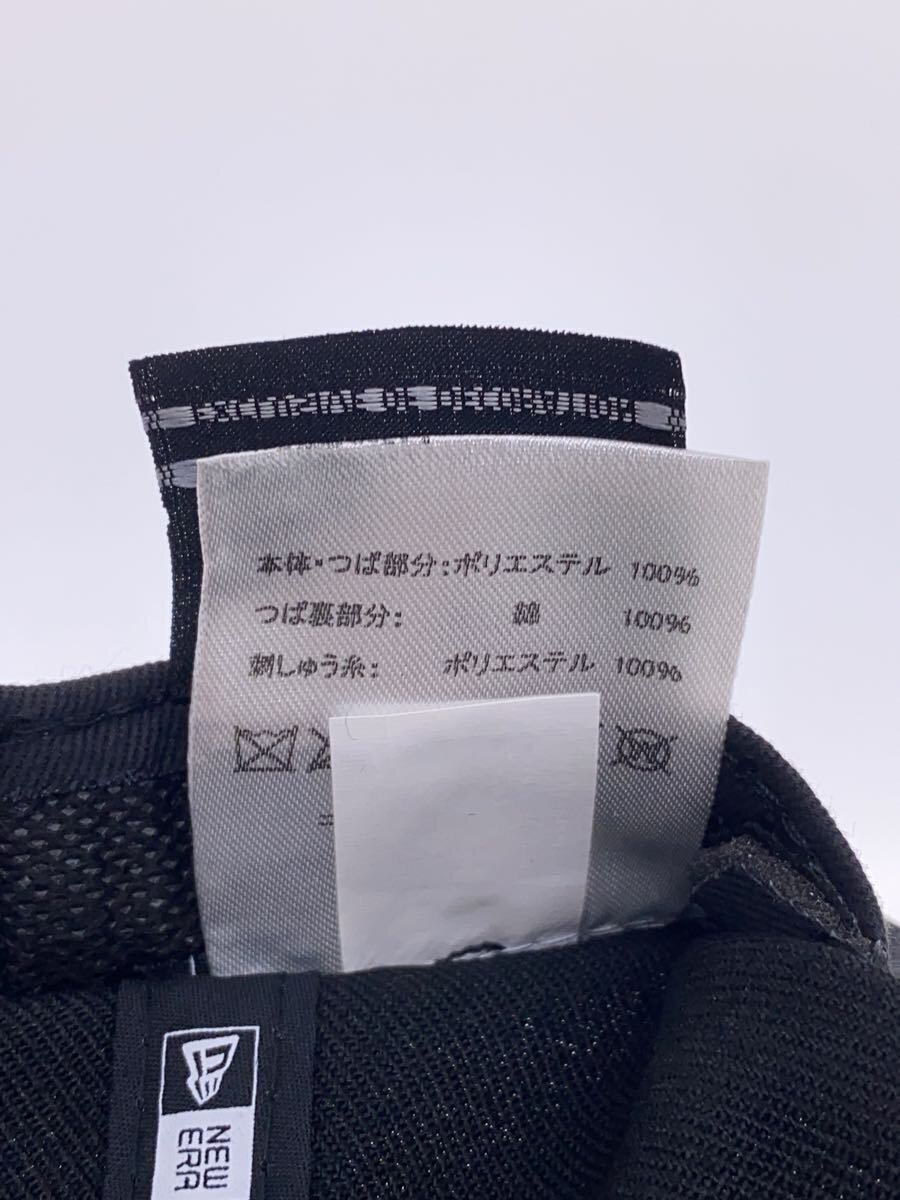 本体・つば部分:ポリエステル 100%
つば裏部分: 綿 100%
刺しゅう糸: ポリエステル 100%
NEW
ERA